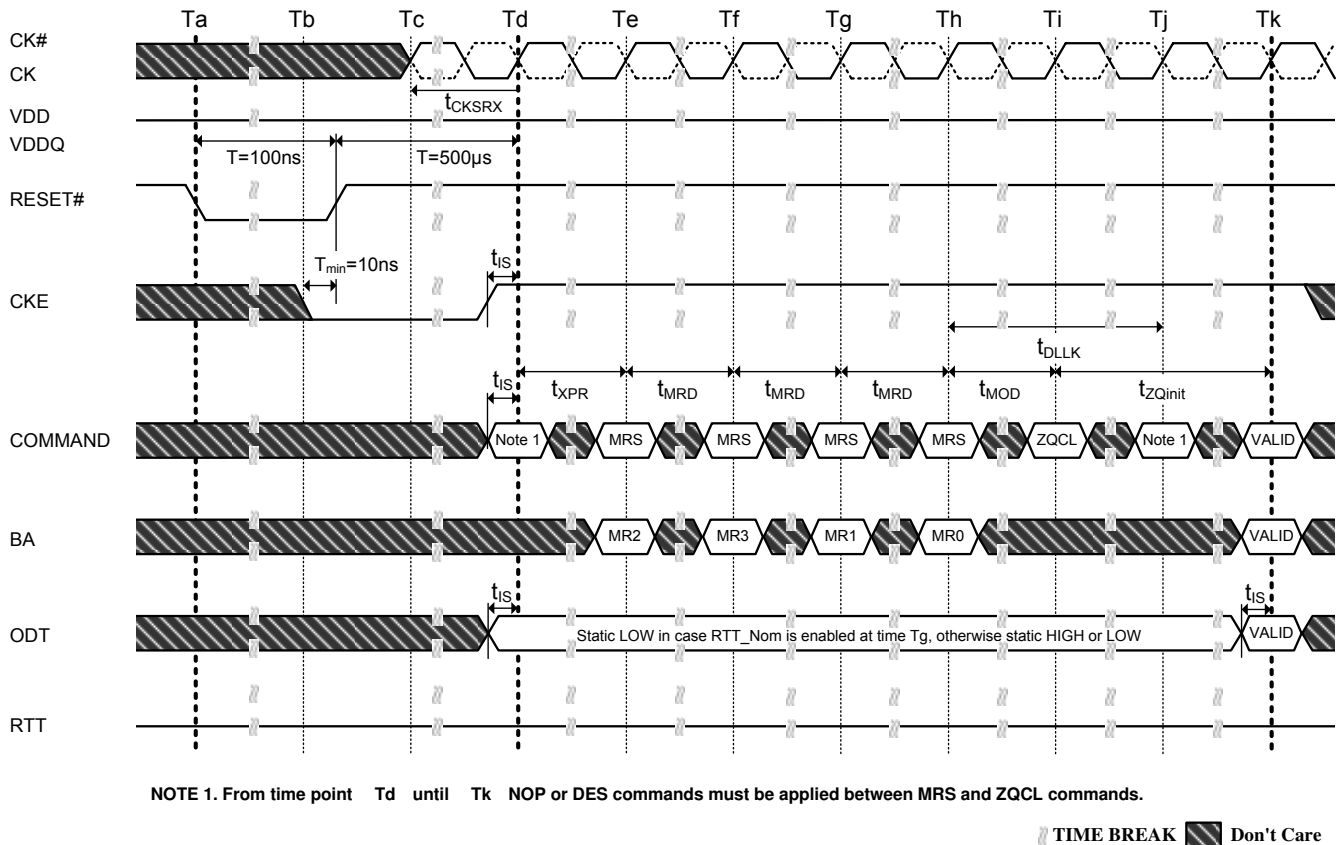 Ta Tb Tc Td Te Tf Tg Th Ti Tj Tk
CK#
CK
tCKSRX
VDD
VDDQ
T=100ns T=500µs
RESET#
Tmin=10ns tIS
CKE
tDLLK
tIS tXPR tMRD tMRD tMRD tMOD tZQinit
COMMAND Note 1 MRS MRS MRS MRS ZQCL Note 1 VALID
BA MR2 MR3 MR1 MR0 VALID
tIS tIS
ODT Static LOW in case RTT_Nom is enabled at time Tg, otherwise static HIGH or LOW VALID
RTT
NOTE 1. From time point Td until Tk NOP or DES commands must be applied between MRS and ZQCL commands.
TIME BREAK Don't Care